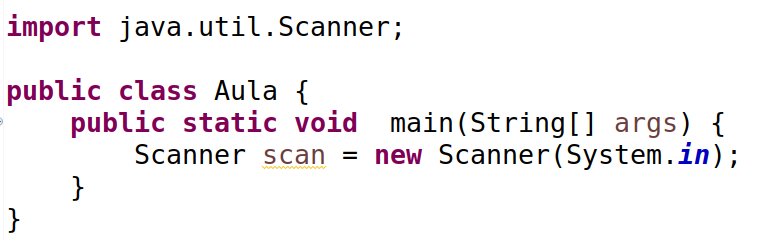 import java.util.Scanner;
public class Aula {
public static void  main(String[] args) {
Scanner scan = new Scanner(System.in);
}
}